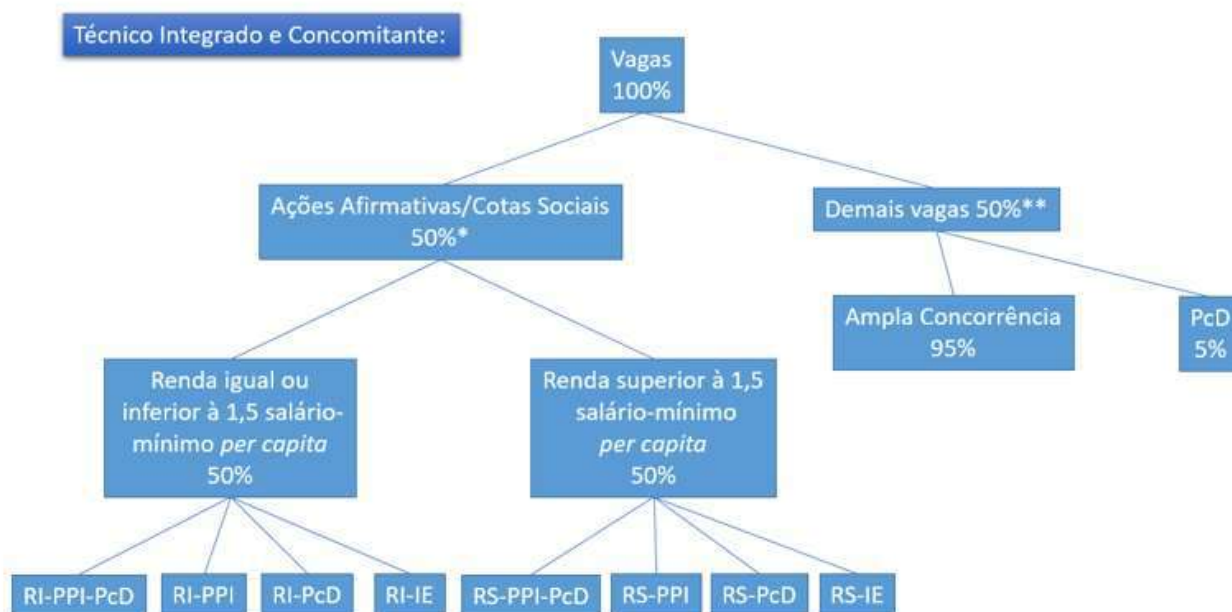 Técnico Integrado e Concomitante:
Vagas
100%
Ações Afirmativas/Cotas Sociais
50%*
Demais vagas 50%**
Ampla Concorrência
95%
PcD
5%
Renda igual ou
inferior à 1,5 salário-
mínimo per capita
50%
Renda superior à 1,5
salário-mínimo
per capita
50%
RI-PPI-PcD
RI-PPI
RI-PcD
RI-IE
RS-PPI-PcD
RS-PPI
RS-PcD
RS-IE